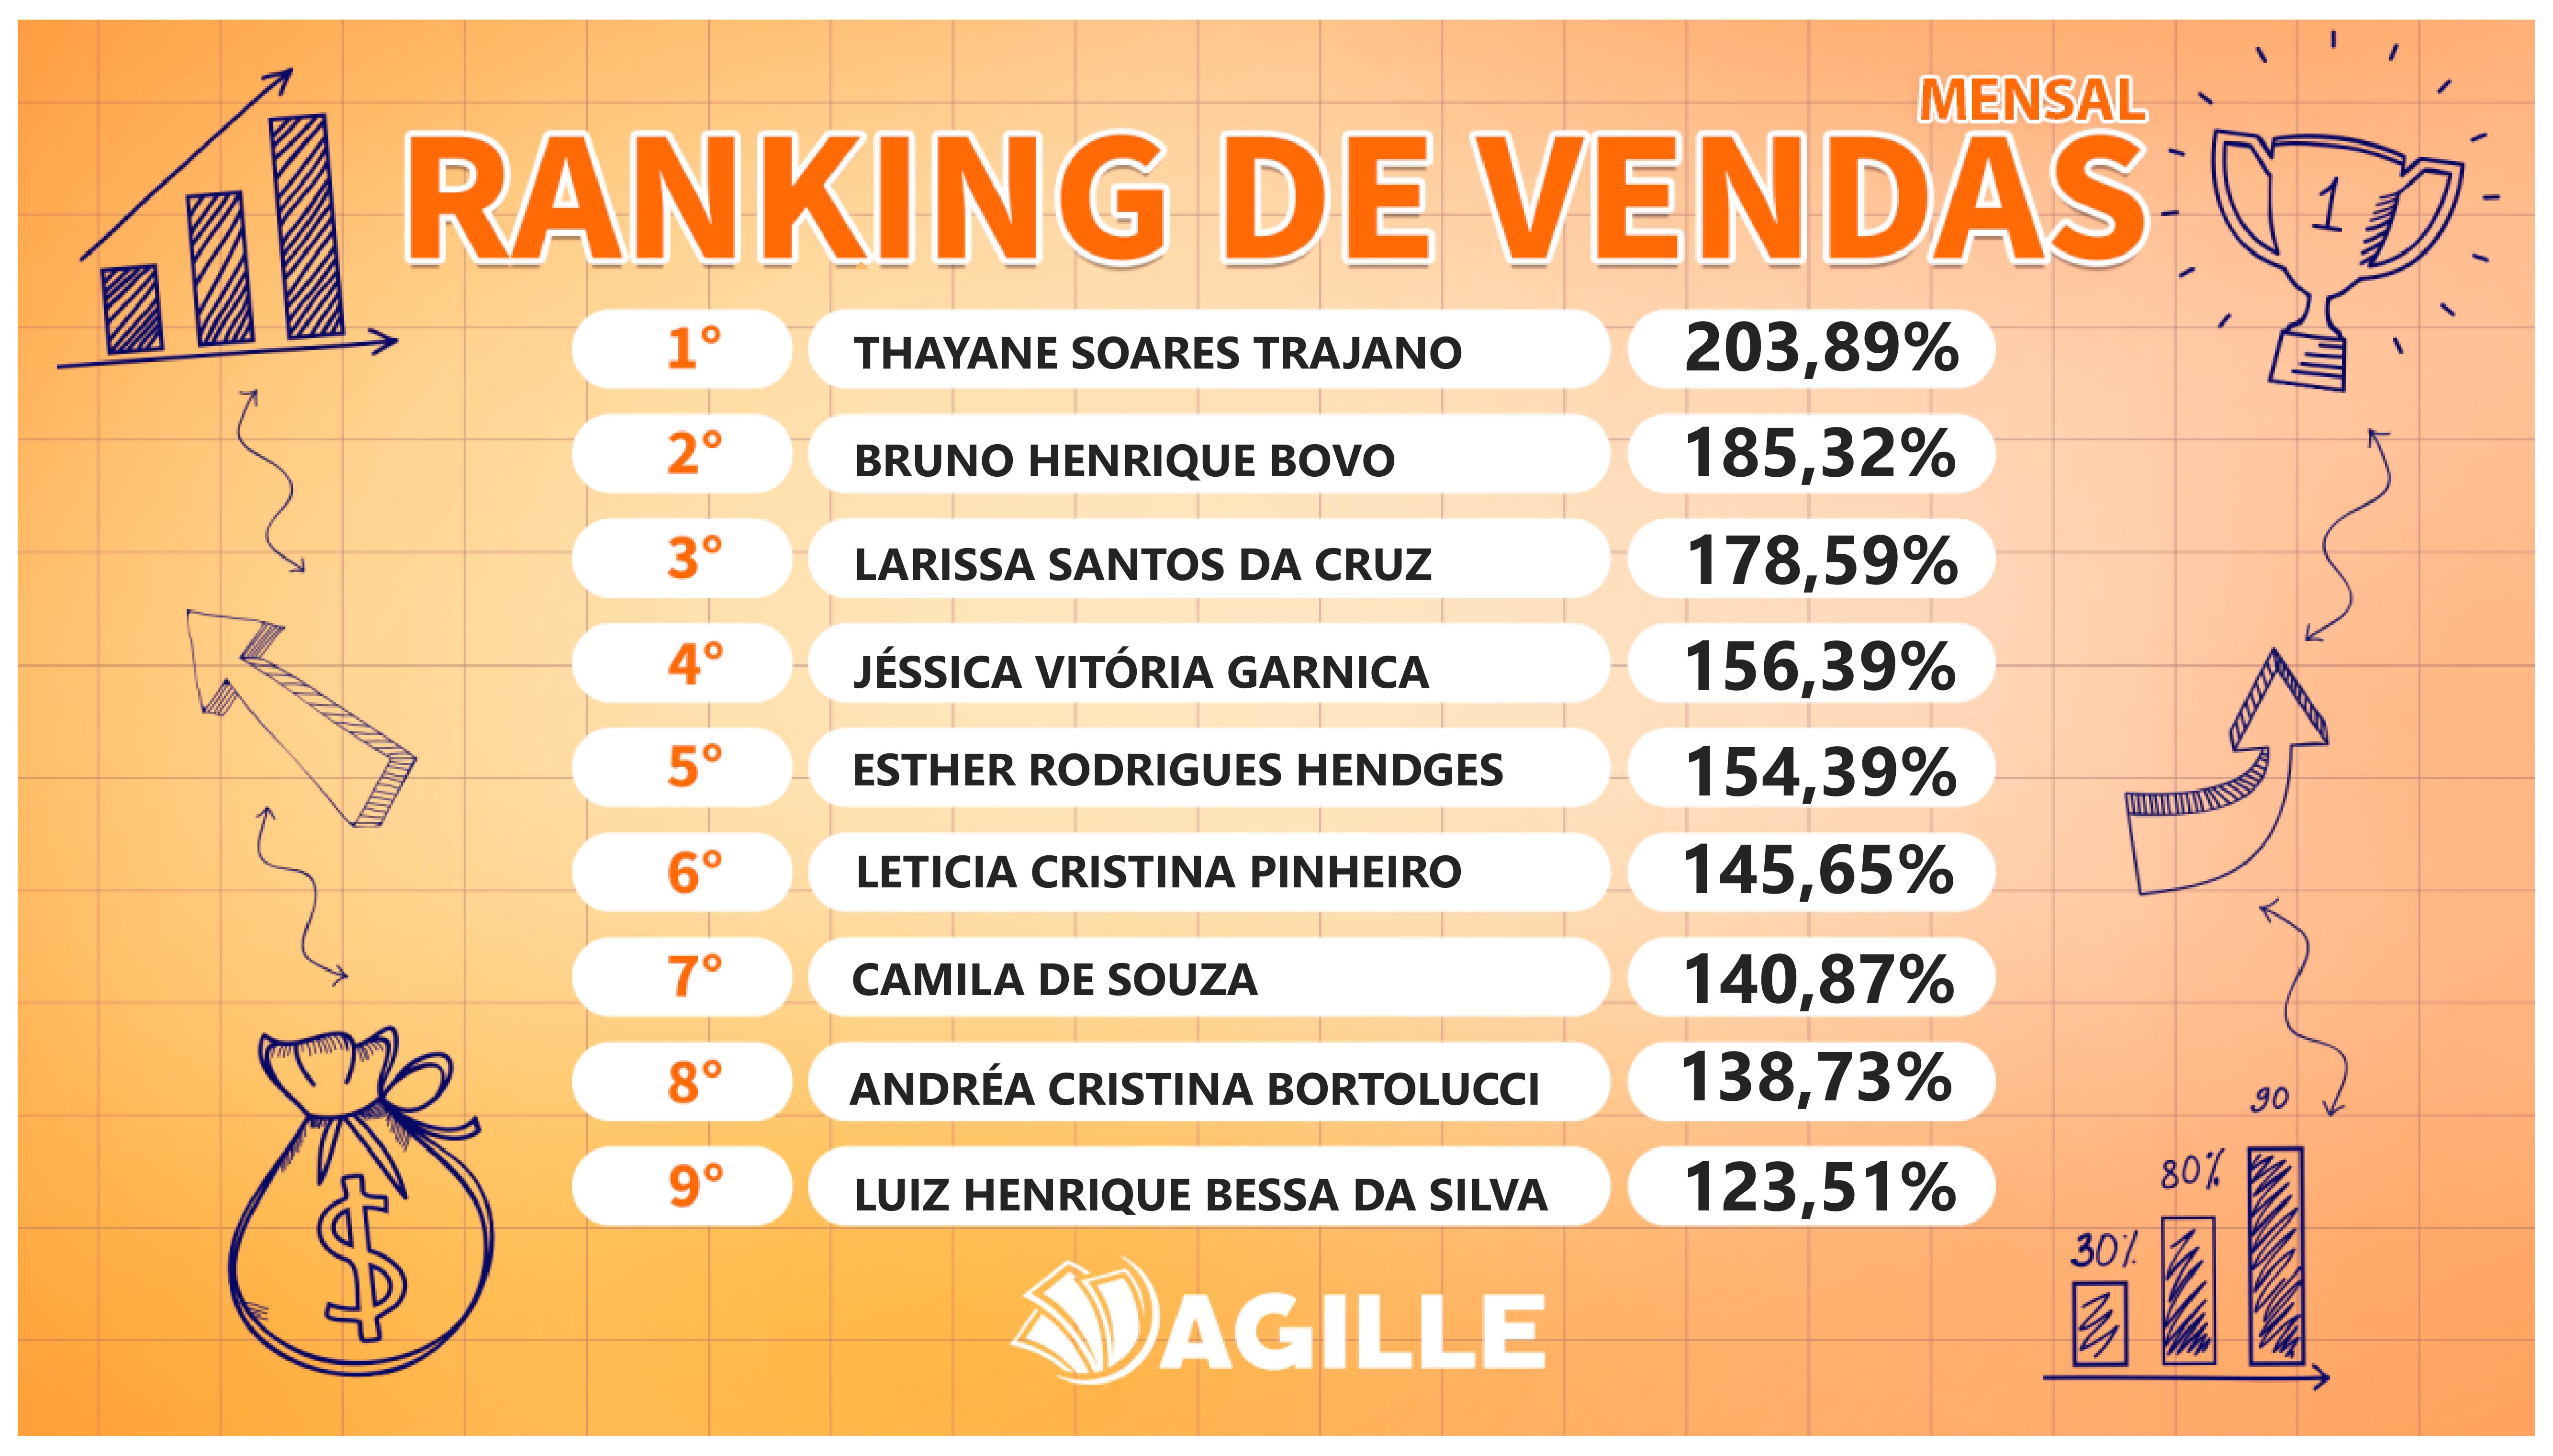 MENSAL
RANKING DE VENDAS
1
1° THAYANE SOARES TRAJANO 203,89%
2° BRUNO HENRIQUE BOVO 185,32%
3° LARISSA SANTOS DA CRUZ 178,59%
4° JÉSSICA VITÓRIA GARNICA 156,39%
5° ESTHER RODRIGUES HENDGES 154,39%
6° LETICIA CRISTINA PINHEIRO 145,65%
7° CAMILA DE SOUZA 140,87%
8° ANDRÉA CRISTINA BORTOLUCCI 138,73%
9° LUIZ HENRIQUE BESSA DA SILVA 123,51%
$
90
80%
30%
AGILLE